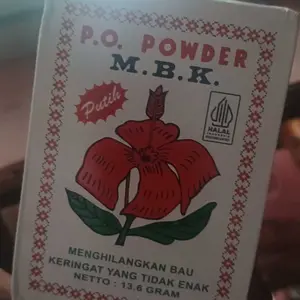 P.O. POWDER
M.B.K.
Putih
HALAL
MENGHILANGKAN BAU
KERINGAT YANG TIDAK ENAK
NETTO : 13,6 GRAM